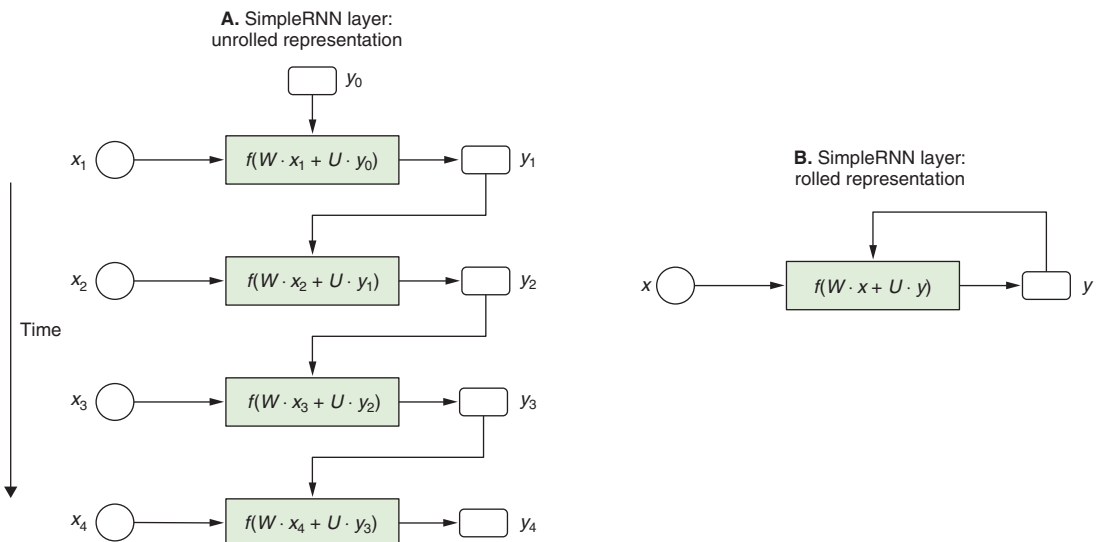 A. SimpleRNN layer:
unrolled representation
y₀
x₁
f(W · x₁ + U · y₀)
y₁
x₂
f(W · x₂ + U · y₁)
y₂
Time
x₃
f(W · x₃ + U · y₂)
y₃
x₄
f(W · x₄ + U · y₃)
y₄
B. SimpleRNN layer:
rolled representation
x
f(W · x + U · y)
y